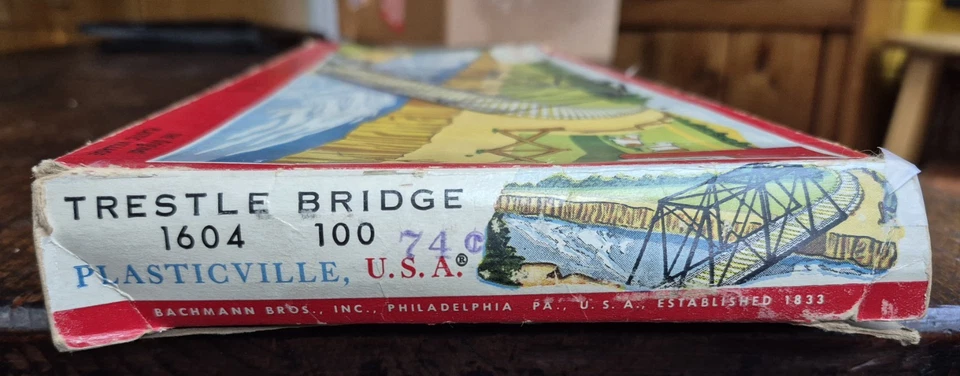 TRESTLE BRIDGE
1604 100
74¢
PLASTICVILLE, U.S.A.®
BACHMANN BROS., INC., PHILADELPHIA PA., U. S. A., ESTABLISHED 1833